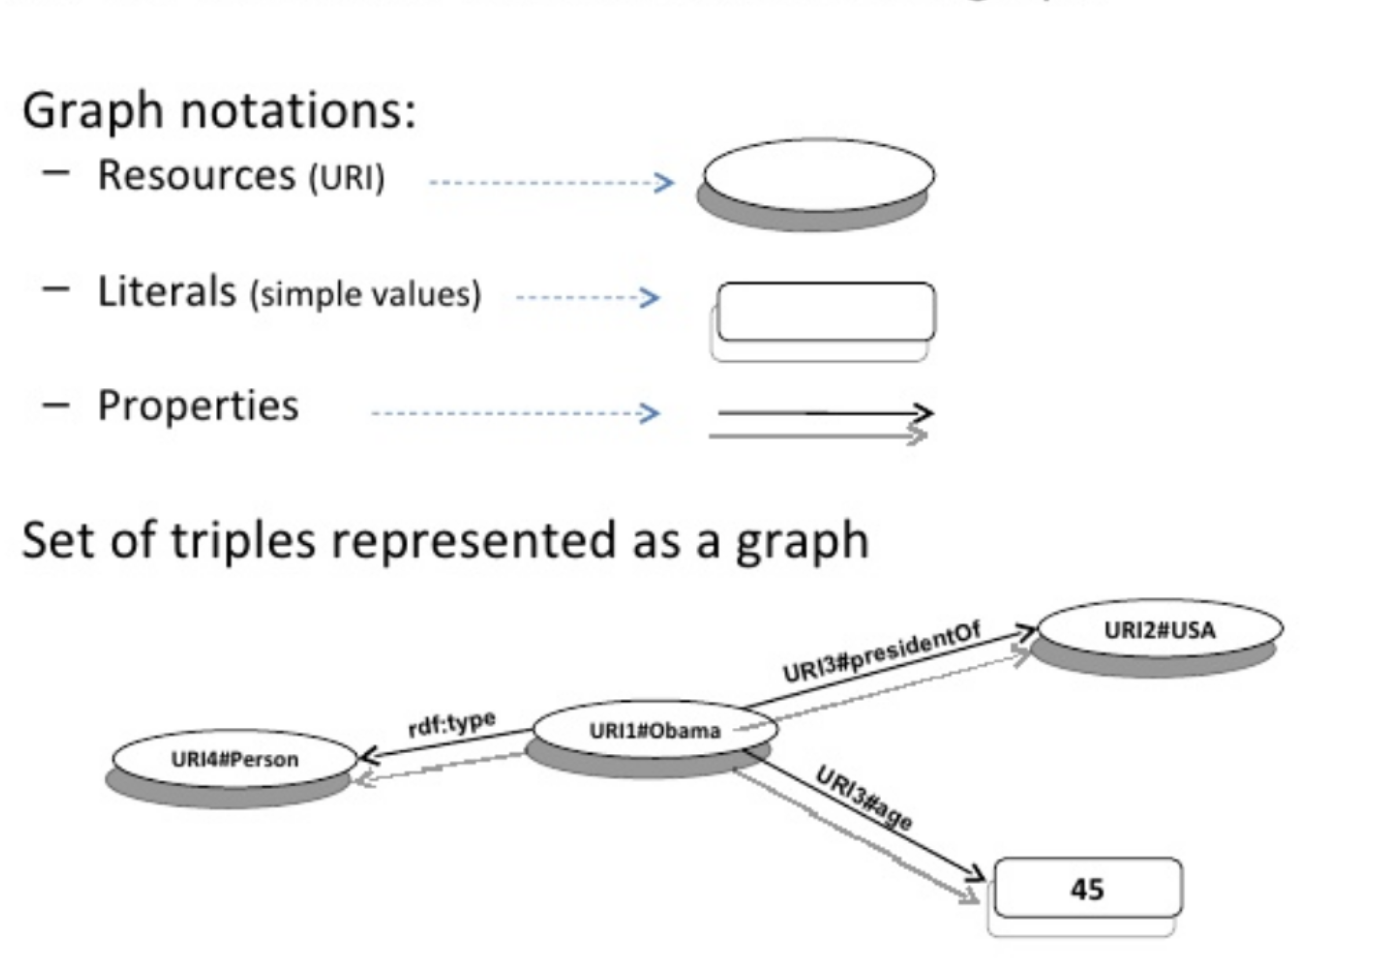 Graph notations:
– Resources (URI)
– Literals (simple values)
– Properties
Set of triples represented as a graph
URI3#presidentOf
URI2#USA
rdf:type
URI1#Obama
URI4#Person
URI3#age
45